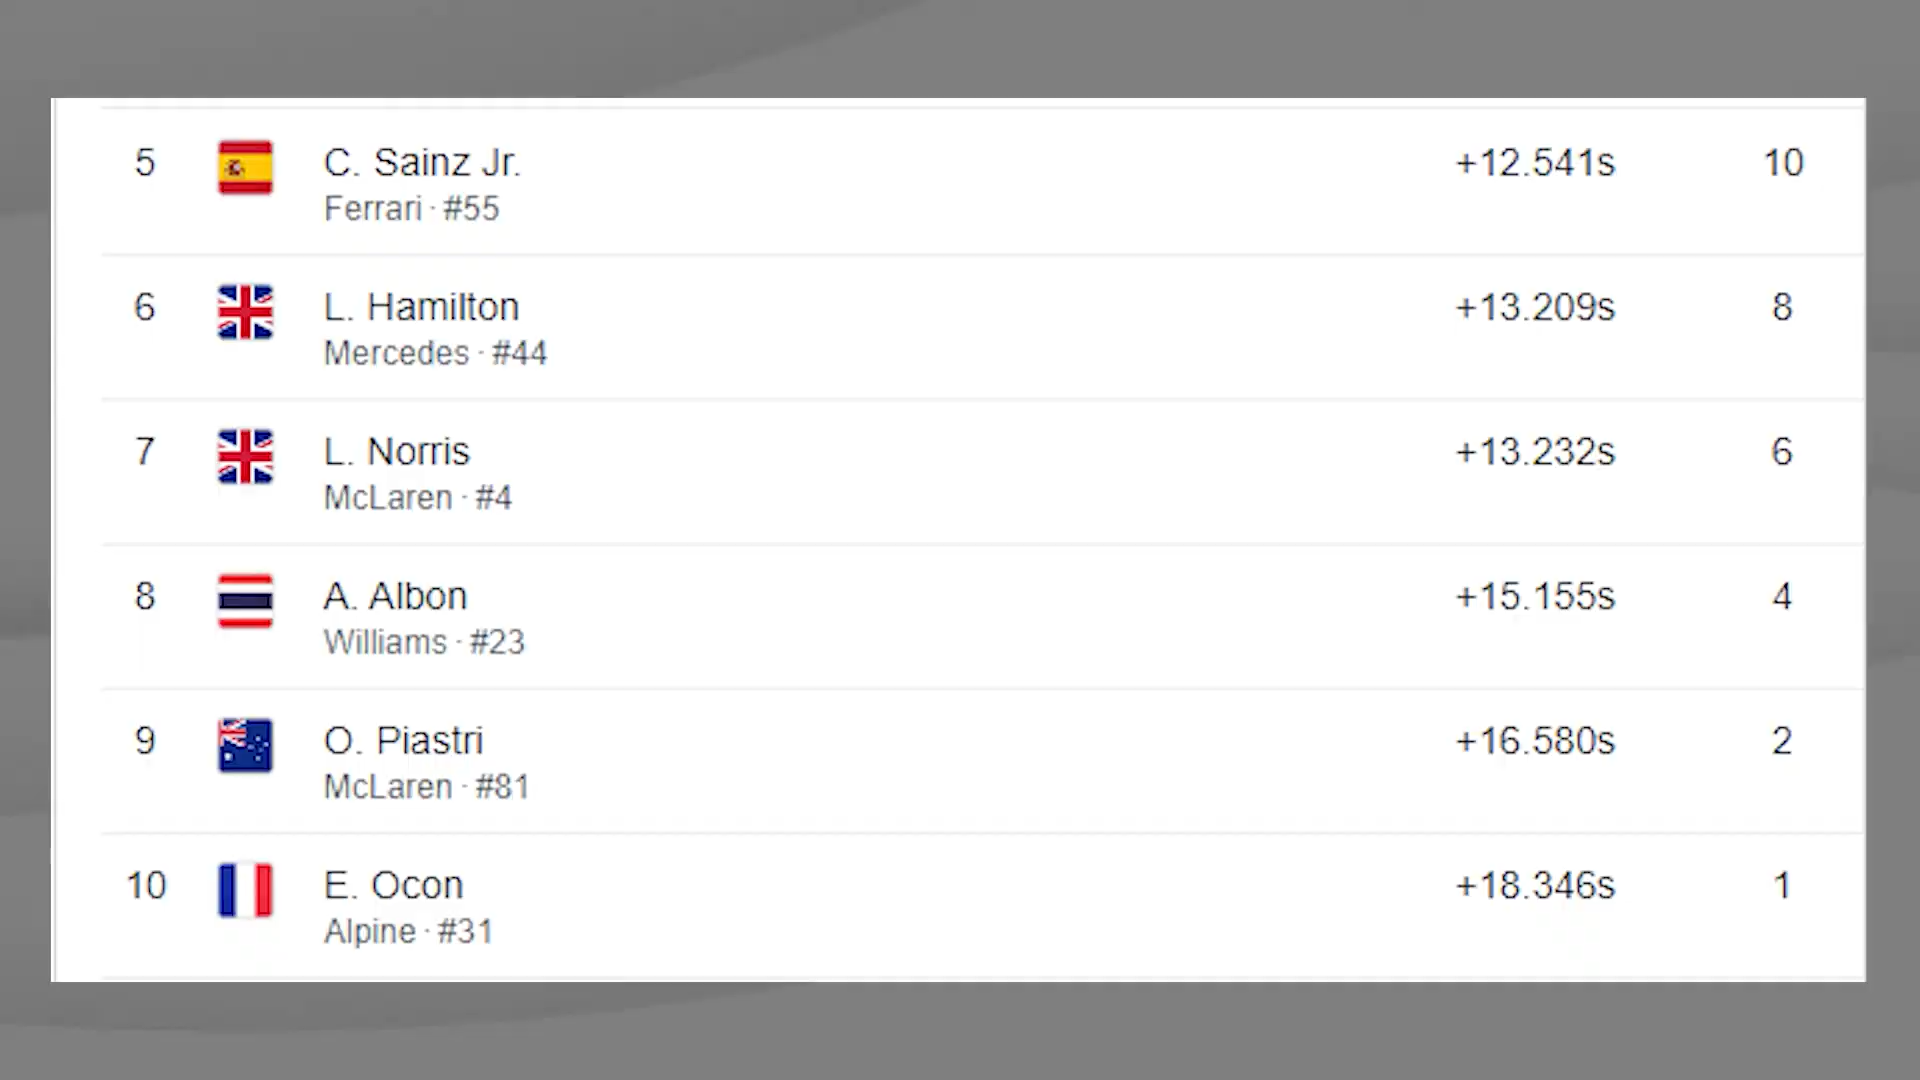 5 C. Sainz Jr. +12.541s 10
Ferrari · #55
6 L. Hamilton +13.209s 8
Mercedes · #44
7 L. Norris +13.232s 6
McLaren · #4
8 A. Albon +15.155s 4
Williams · #23
9 O. Piastri +16.580s 2
McLaren · #81
10 E. Ocon +18.346s 1
Alpine · #31